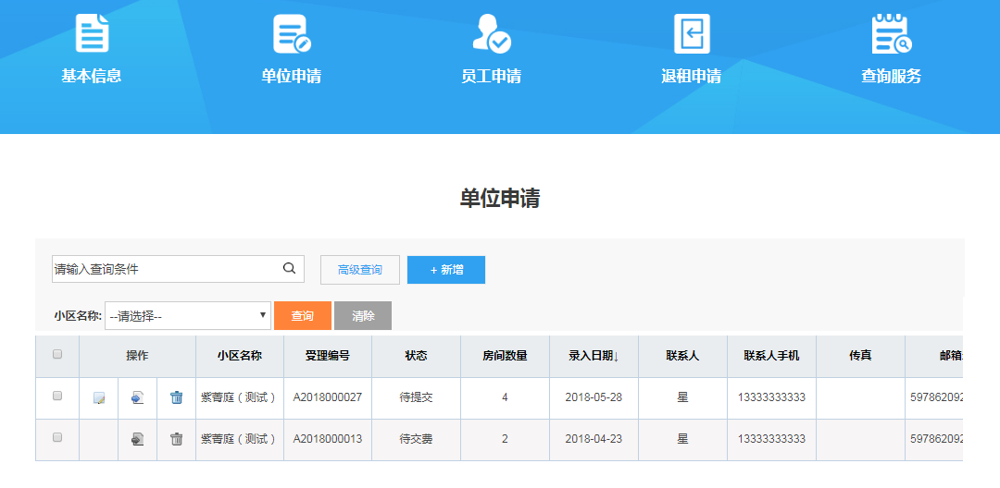 基本信息 单位申请 员工申请 退租申请 查询服务
单位申请
请输入查询条件 高级查询 + 新增
小区名称: --请选择-- 查询 清除
操作 小区名称 受理编号 状态 房间数量 录入日期↓ 联系人 联系人手机 传真 邮箱
紫菁庭（测试） A2018000027 待提交 4 2018-05-28 星 13333333333 597862092
紫菁庭（测试） A2018000013 待交费 2 2018-04-23 星 13333333333 597862092